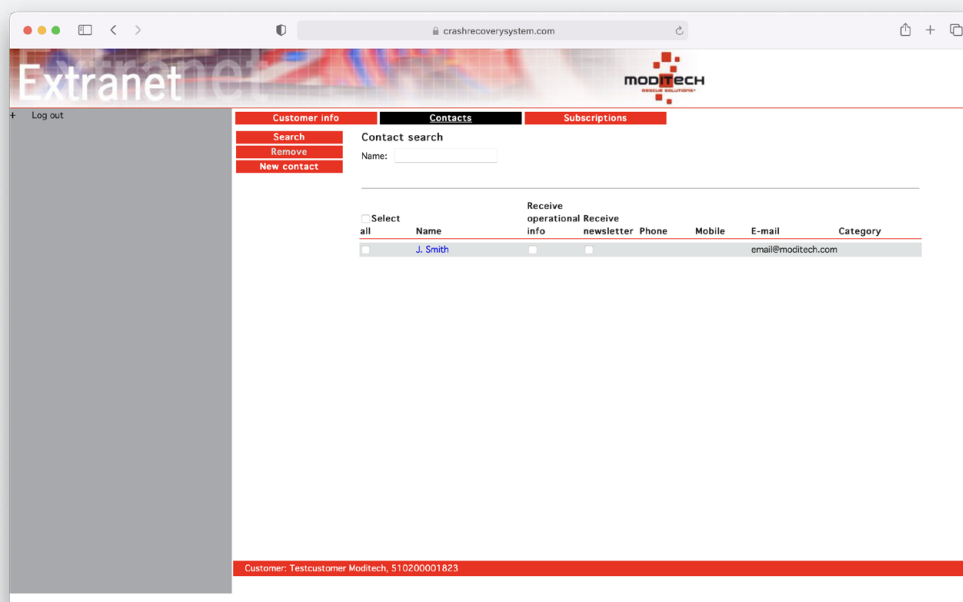 crashrecoverysystem.com
Extranet
MODITECH
RESCUE SOLUTIONS
+ Log out
Customer info Contacts Subscriptions
Search
Remove
New contact
Contact search
Name:
Select all Name Receive operational info Receive newsletter Phone Mobile E-mail Category
J. Smith email@moditech.com
Customer: Testcustomer Moditech, 510200001823